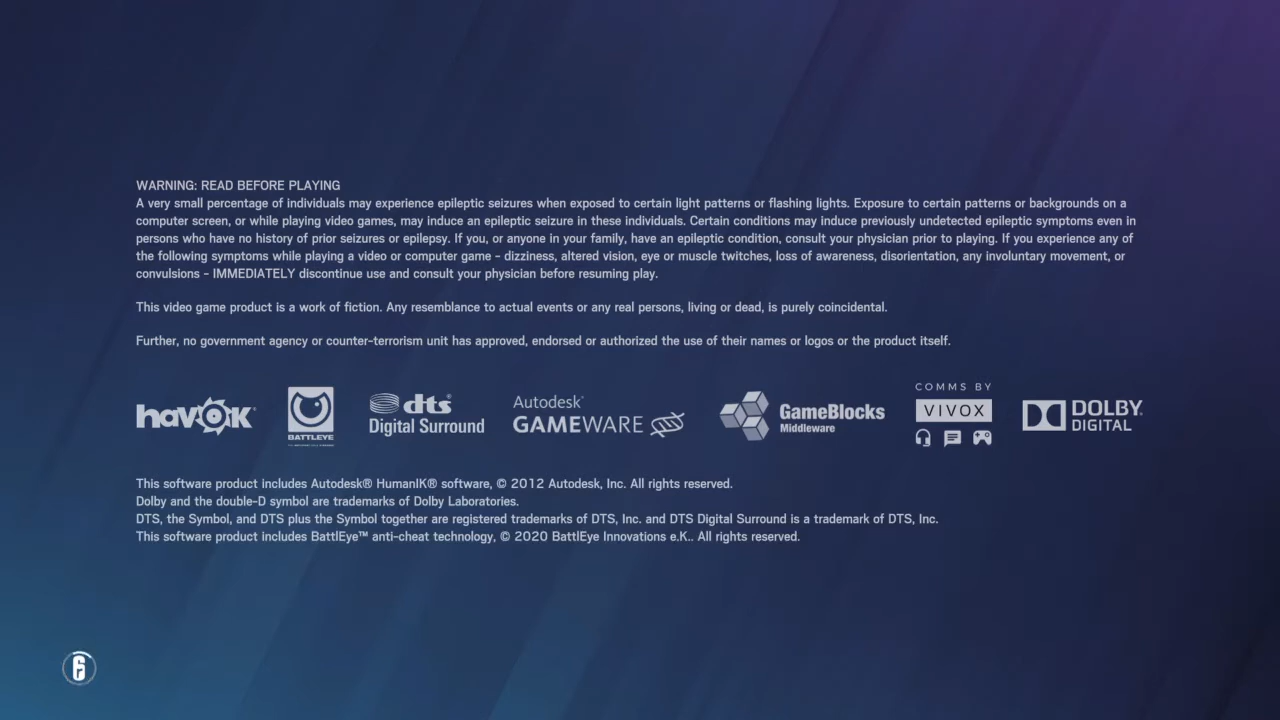 WARNING: READ BEFORE PLAYING
A very small percentage of individuals may experience epileptic seizures when exposed to certain light patterns or flashing lights. Exposure to certain patterns or backgrounds on a
computer screen, or while playing video games, may induce an epileptic seizure in these individuals. Certain conditions may induce previously undetected epileptic symptoms even in
persons who have no history of prior seizures or epilepsy. If you, or anyone in your family, have an epileptic condition, consult your physician prior to playing. If you experience any of
the following symptoms while playing a video or computer game - dizziness, altered vision, eye or muscle twitches, loss of awareness, disorientation, any involuntary movement, or
convulsions - IMMEDIATELY discontinue use and consult your physician before resuming play.
This video game product is a work of fiction. Any resemblance to actual events or any real persons, living or dead, is purely coincidental.
Further, no government agency or counter-terrorism unit has approved, endorsed or authorized the use of their names or logos or the product itself.
havok®
BATTLEYE
dts®
Digital Surround
Autodesk®
GAMEWARE
GameBlocks
Middleware
COMMS BY
VIVOX
DOLBY®
DIGITAL
This software product includes Autodesk® HumanIK® software, © 2012 Autodesk, Inc. All rights reserved.
Dolby and the double-D symbol are trademarks of Dolby Laboratories.
DTS, the Symbol, and DTS plus the Symbol together are registered trademarks of DTS, Inc. and DTS Digital Surround is a trademark of DTS, Inc.
This software product includes BattlEye™ anti-cheat technology, © 2020 BattlEye Innovations e.K.. All rights reserved.
6